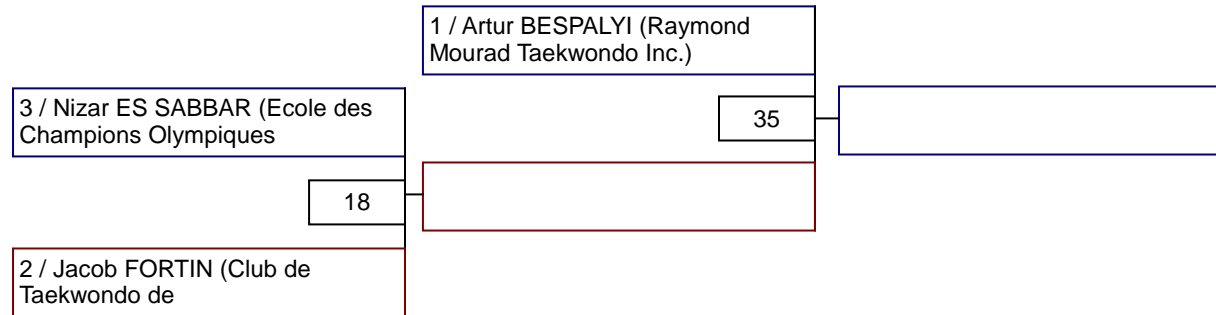 1 / Artur BESPALYI (Raymond
Mourad Taekwondo Inc.)
3 / Nizar ES SABBAR (Ecole des
Champions Olympiques
35
18
2 / Jacob FORTIN (Club de
Taekwondo de